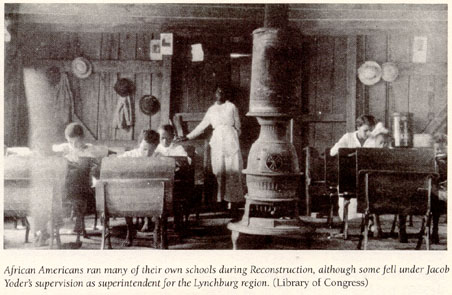 African Americans ran many of their own schools during Reconstruction, although some fell under Jacob
Yoder's supervision as superintendent for the Lynchburg region. (Library of Congress)